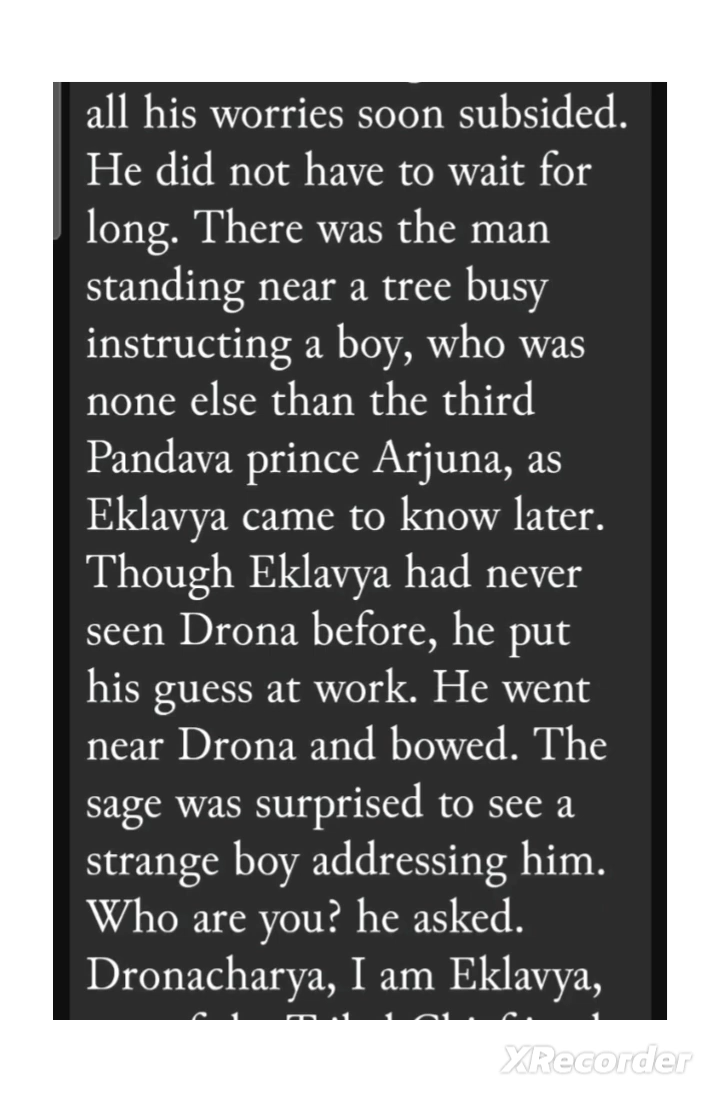 all his worries soon subsided.
He did not have to wait for
long. There was the man
standing near a tree busy
instructing a boy, who was
none else than the third
Pandava prince Arjuna, as
Eklavya came to know later.
Though Eklavya had never
seen Drona before, he put
his guess at work. He went
near Drona and bowed. The
sage was surprised to see a
strange boy addressing him.
Who are you? he asked.
Dronacharya, I am Eklavya,
XRecorder